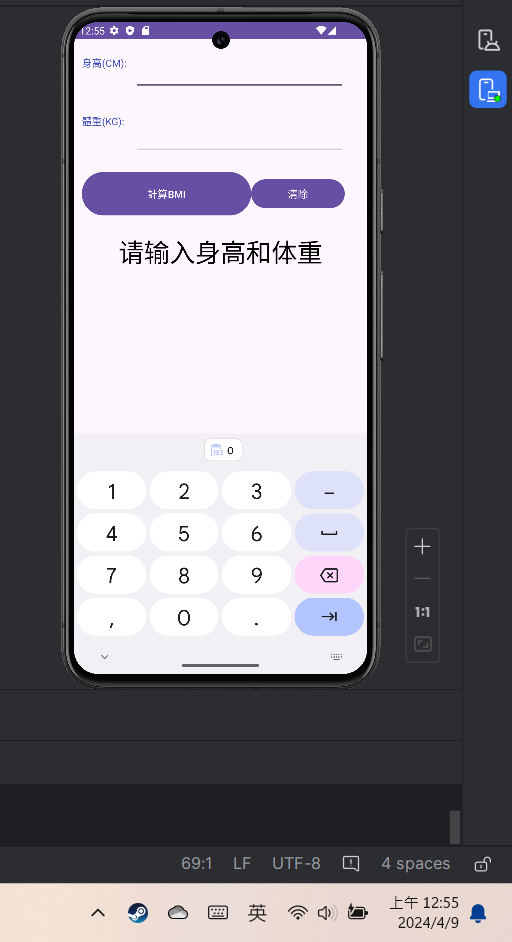 12:55
身高(CM):
體重(KG):
計算BMI
清除
请输入身高和体重
123 0
1 2 3 –
4 5 6
7 8 9
, 0 .
1:1
69:1 LF UTF-8 4 spaces
英
上午 12:55
2024/4/9